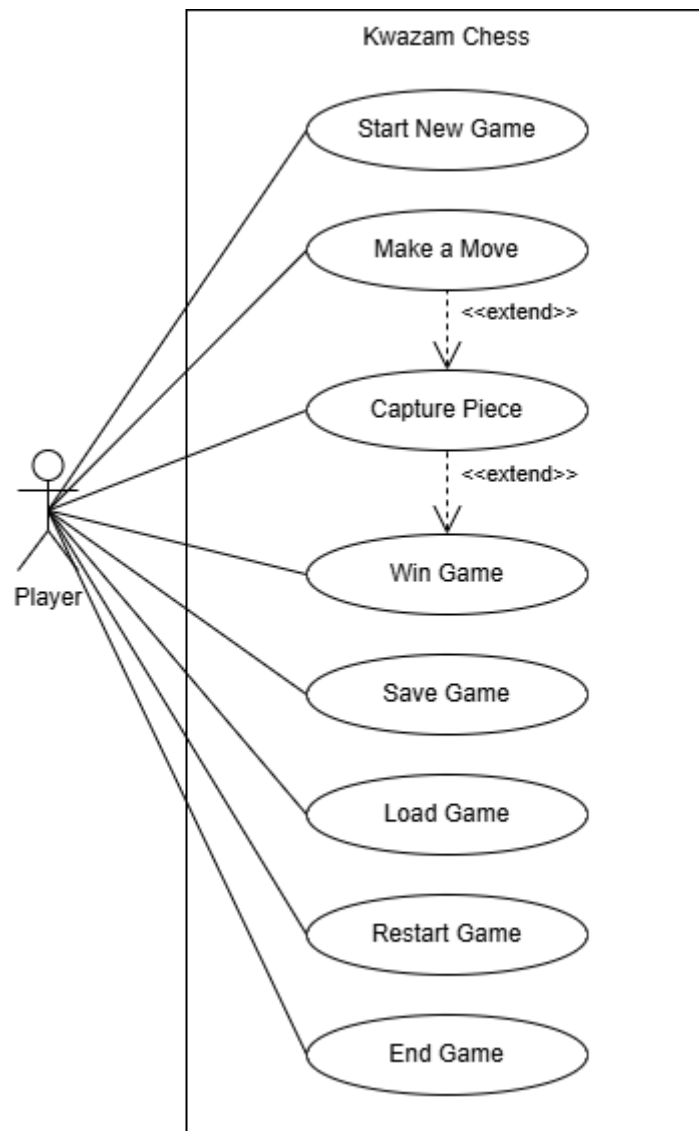 Kwazam Chess
Start New Game
Make a Move
<<extend>>
Capture Piece
<<extend>>
Win Game
Player
Save Game
Load Game
Restart Game
End Game